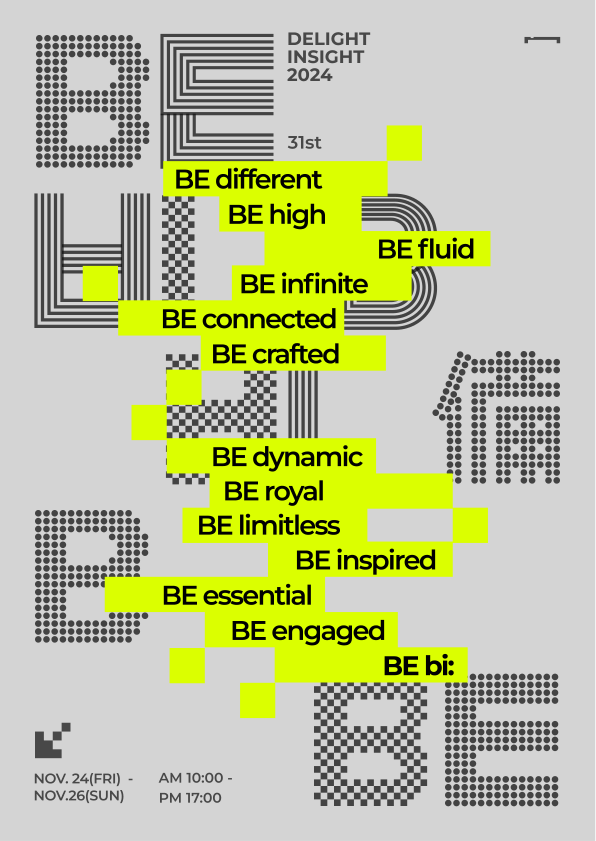 BE
DELIGHT
INSIGHT
2024
31st
BE different
BE high
BE fluid
BE infinite
BE connected
BE crafted
備
BE dynamic
BE royal
BE limitless
BE inspired
B
BE essential
BE engaged
BE bi:
BE
NOV. 24(FRI) -
NOV.26(SUN)
AM 10:00 -
PM 17:00